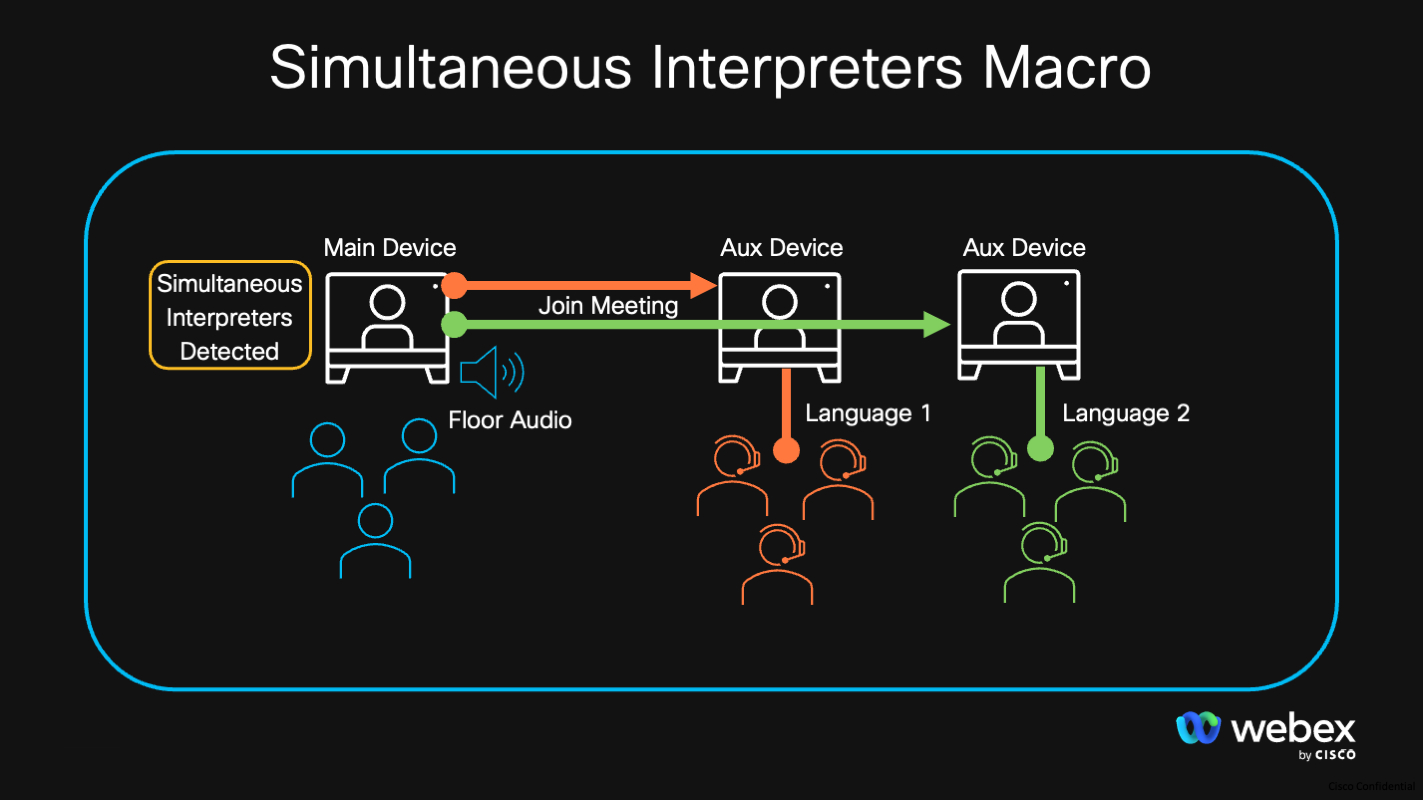 Simultaneous Interpreters Macro
Main Device
Aux Device
Aux Device
Simultaneous
Interpreters
Detected
Join Meeting
Floor Audio
Language 1
Language 2
webex
by CISCO
Cisco Confidential